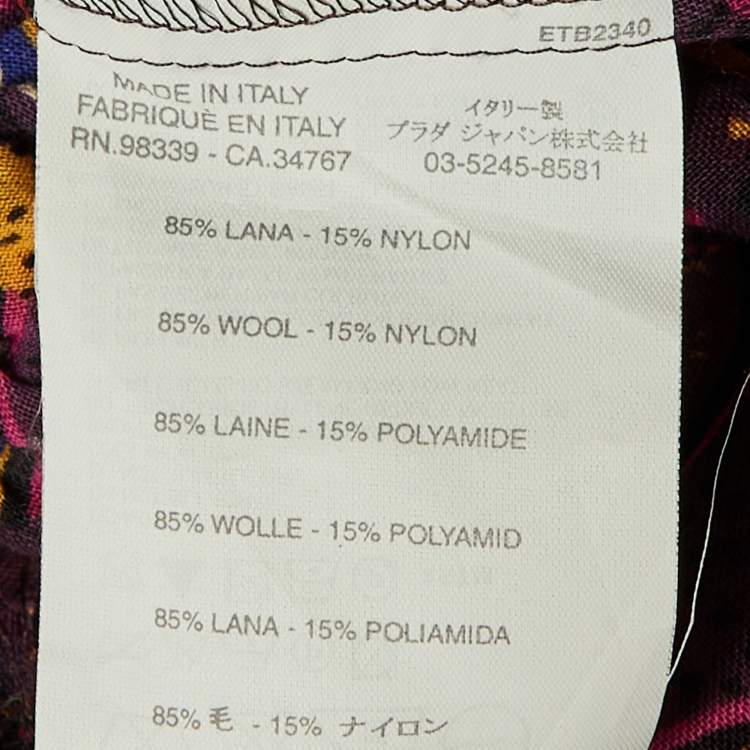 ETB2340
MADE IN ITALY
FABRIQUÈ EN ITALY
RN.98339 - CA.34767
イタリー製
プラダ ジャパン株式会社
03-5245-8581
85% LANA - 15% NYLON
85% WOOL - 15% NYLON
85% LAINE - 15% POLYAMIDE
85% WOLLE - 15% POLYAMID
85% LANA - 15% POLIAMIDA
85% 毛 - 15% ナイロン